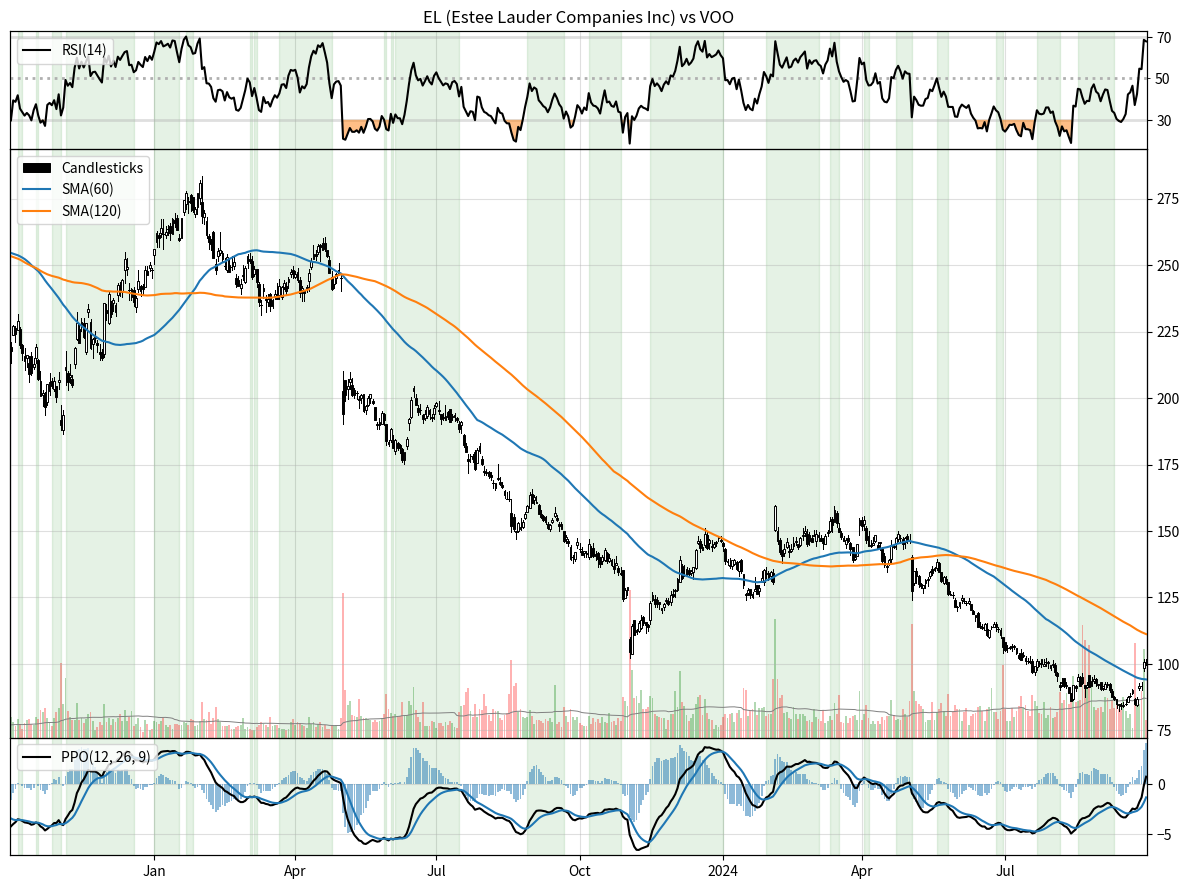 EL (Estee Lauder Companies Inc) vs VOO
RSI(14)
70
50
30
Candlesticks
SMA(60)
SMA(120)
275
250
225
200
175
150
125
100
75
PPO(12, 26, 9)
0
−5
Jan
Apr
Jul
Oct
2024
Apr
Jul